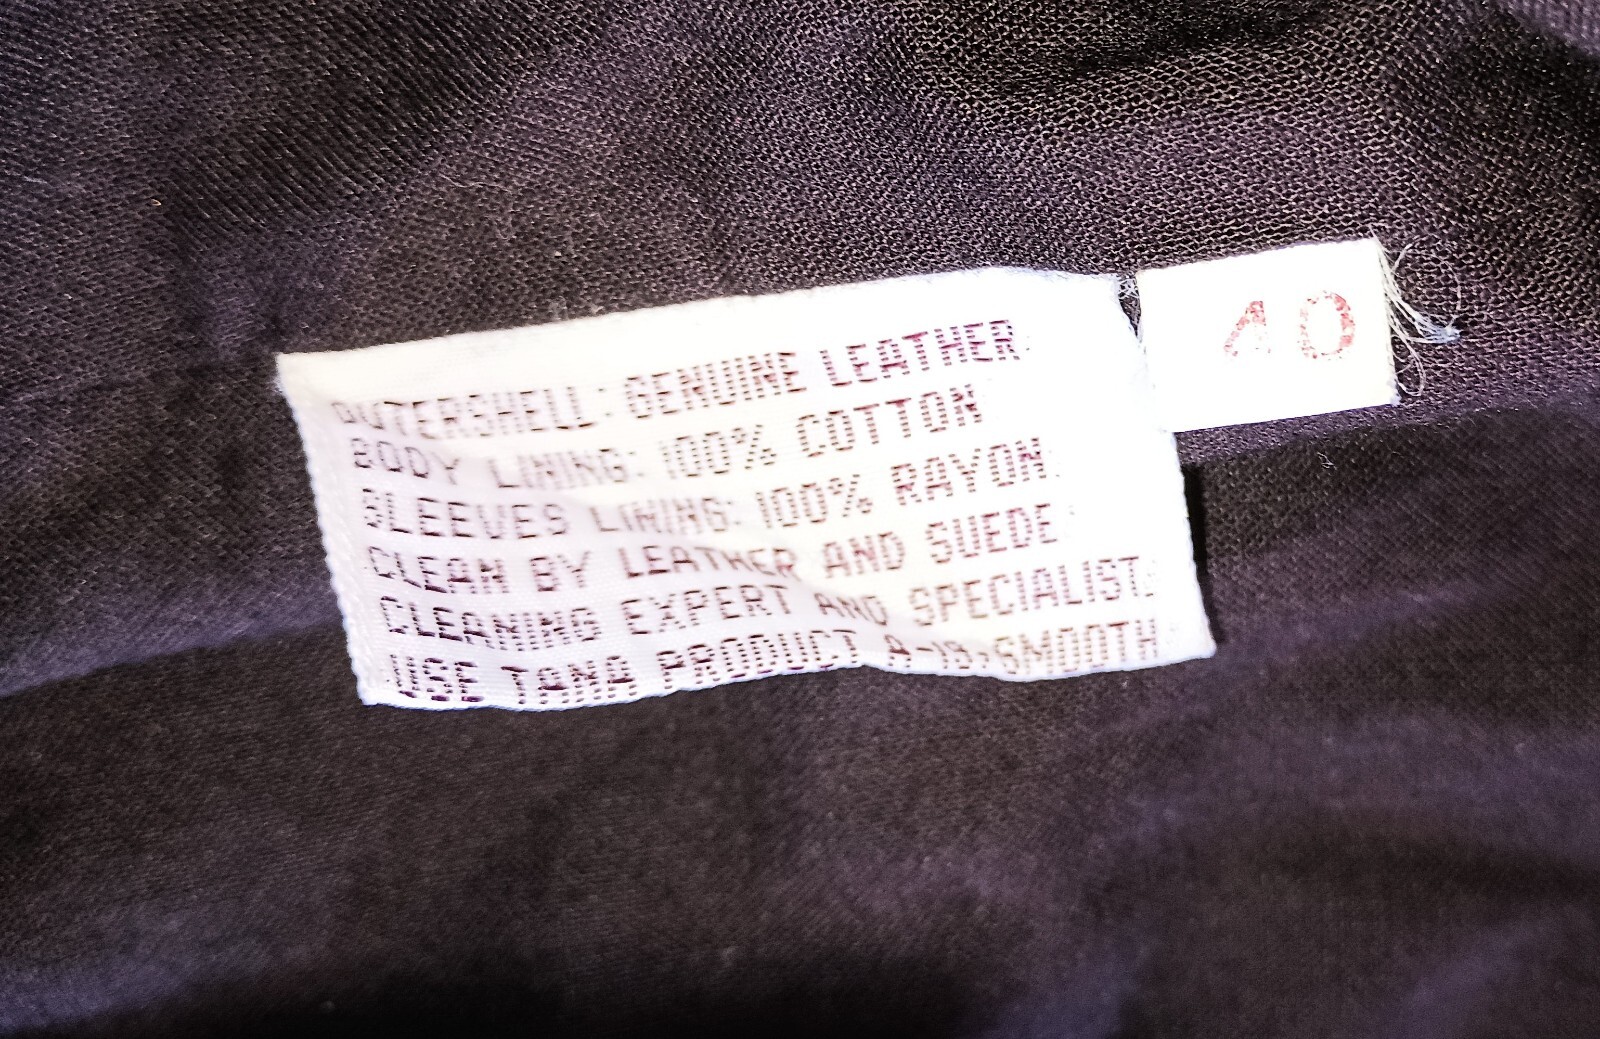 OUTERSHELL: GENUINE LEATHER
BODY LINING: 100% COTTON
SLEEVES LINING: 100% RAYON
CLEAN BY LEATHER AND SUEDE
CLEANING EXPERT AND SPECIALIST.
USE TANA PRODUCT A-19, SMOOTH
40